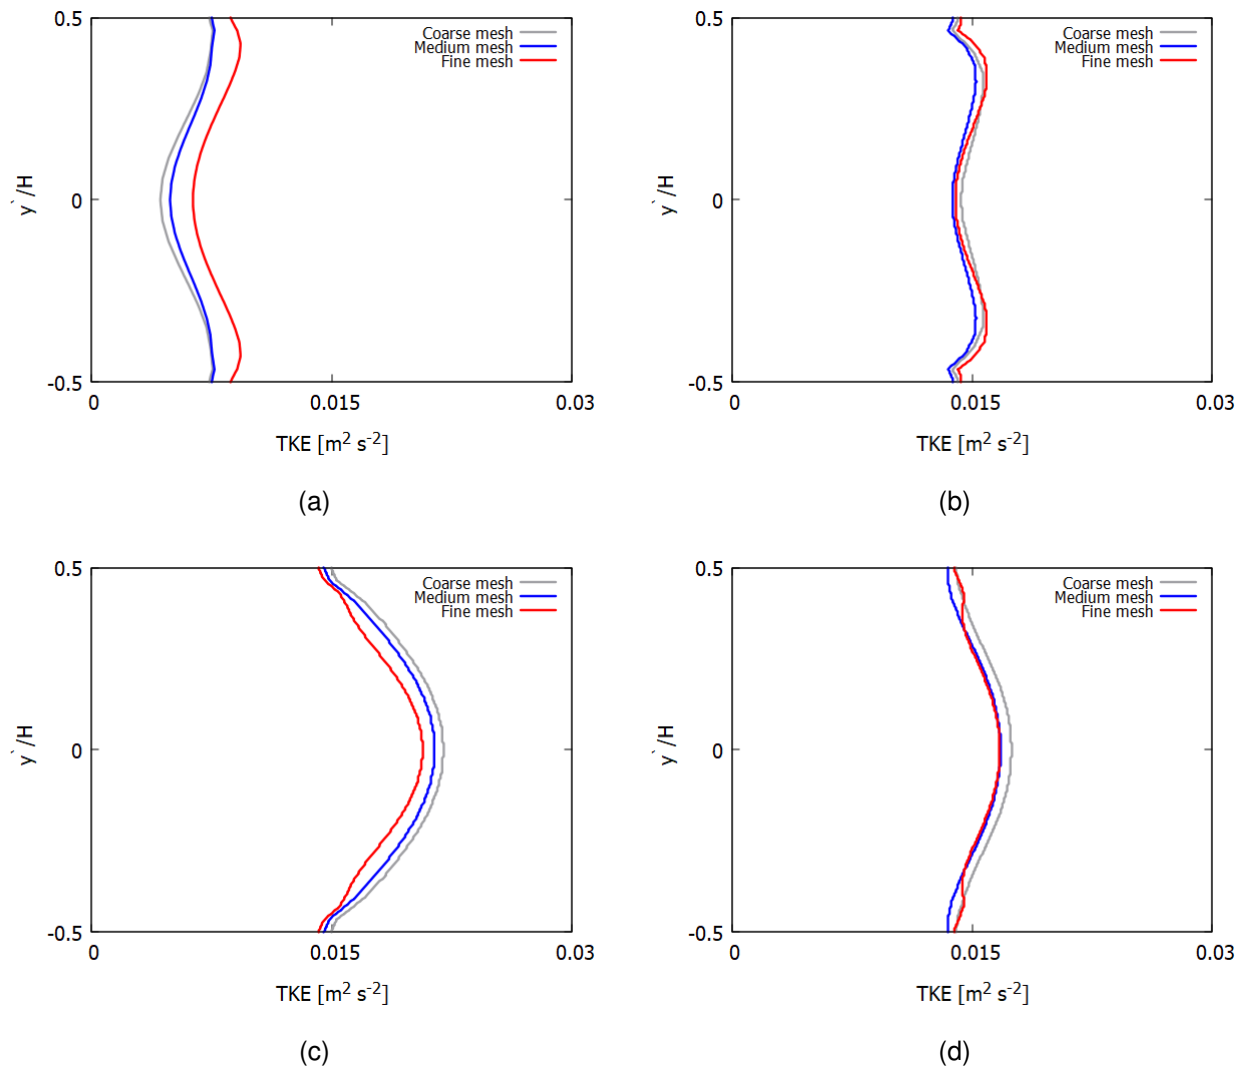 0.5
Coarse mesh
Medium mesh
Fine mesh
y`/H
0
-0.5
0
0.015
0.03
TKE [m² s⁻²]
(a)
0.5
Coarse mesh
Medium mesh
Fine mesh
y`/H
0
-0.5
0
0.015
0.03
TKE [m² s⁻²]
(b)
0.5
Coarse mesh
Medium mesh
Fine mesh
y`/H
0
-0.5
0
0.015
0.03
TKE [m² s⁻²]
(c)
0.5
Coarse mesh
Medium mesh
Fine mesh
y`/H
0
-0.5
0
0.015
0.03
TKE [m² s⁻²]
(d)